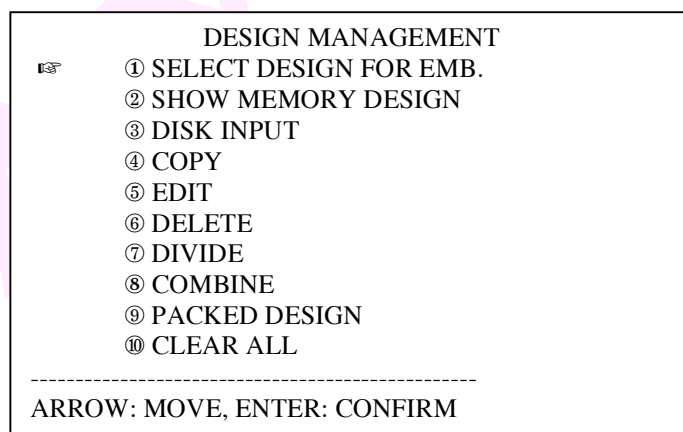 DESIGN MANAGEMENT
☞ ① SELECT DESIGN FOR EMB.
② SHOW MEMORY DESIGN
③ DISK INPUT
④ COPY
⑤ EDIT
⑥ DELETE
⑦ DIVIDE
⑧ COMBINE
⑨ PACKED DESIGN
⑩ CLEAR ALL
--------------------------------------------------
ARROW: MOVE, ENTER: CONFIRM